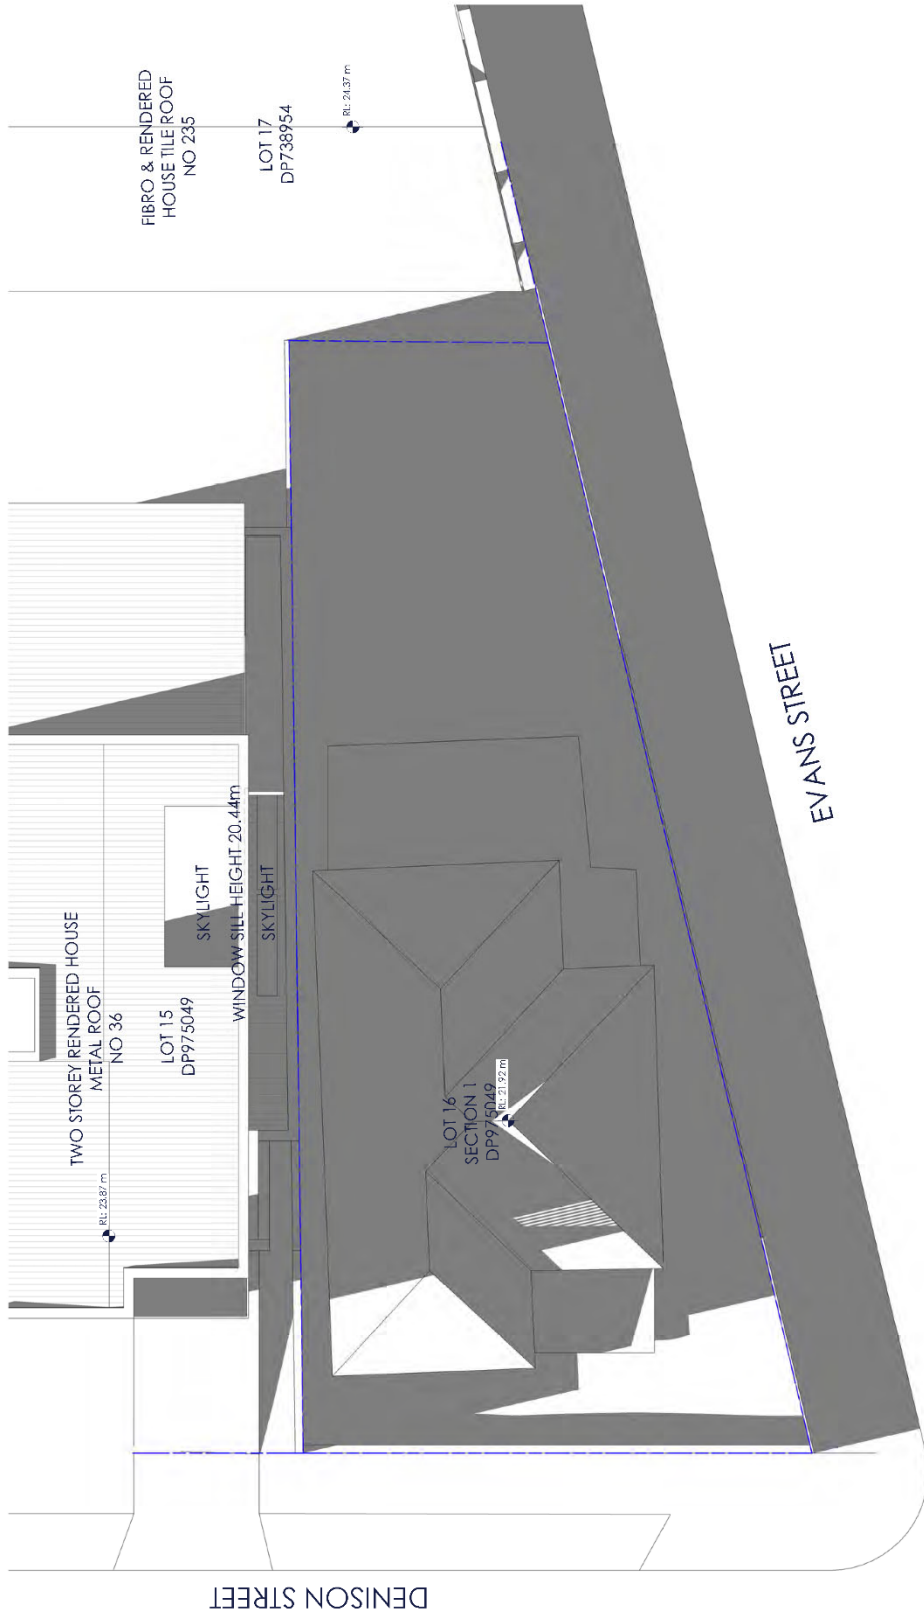 FIBRO & RENDERED
HOUSE TILE ROOF
NO 235
LOT 17
DP738954
RL: 24.37 m
TWO STOREY RENDERED HOUSE
METAL ROOF
NO 36
LOT 15
DP975049
RL: 23.87 m
SKYLIGHT
WINDOW SILL HEIGHT 20.44m
SKYLIGHT
LOT 16
SECTION 1
DP975049
RL: 21.92 m
EVANS STREET
DENISON STREET